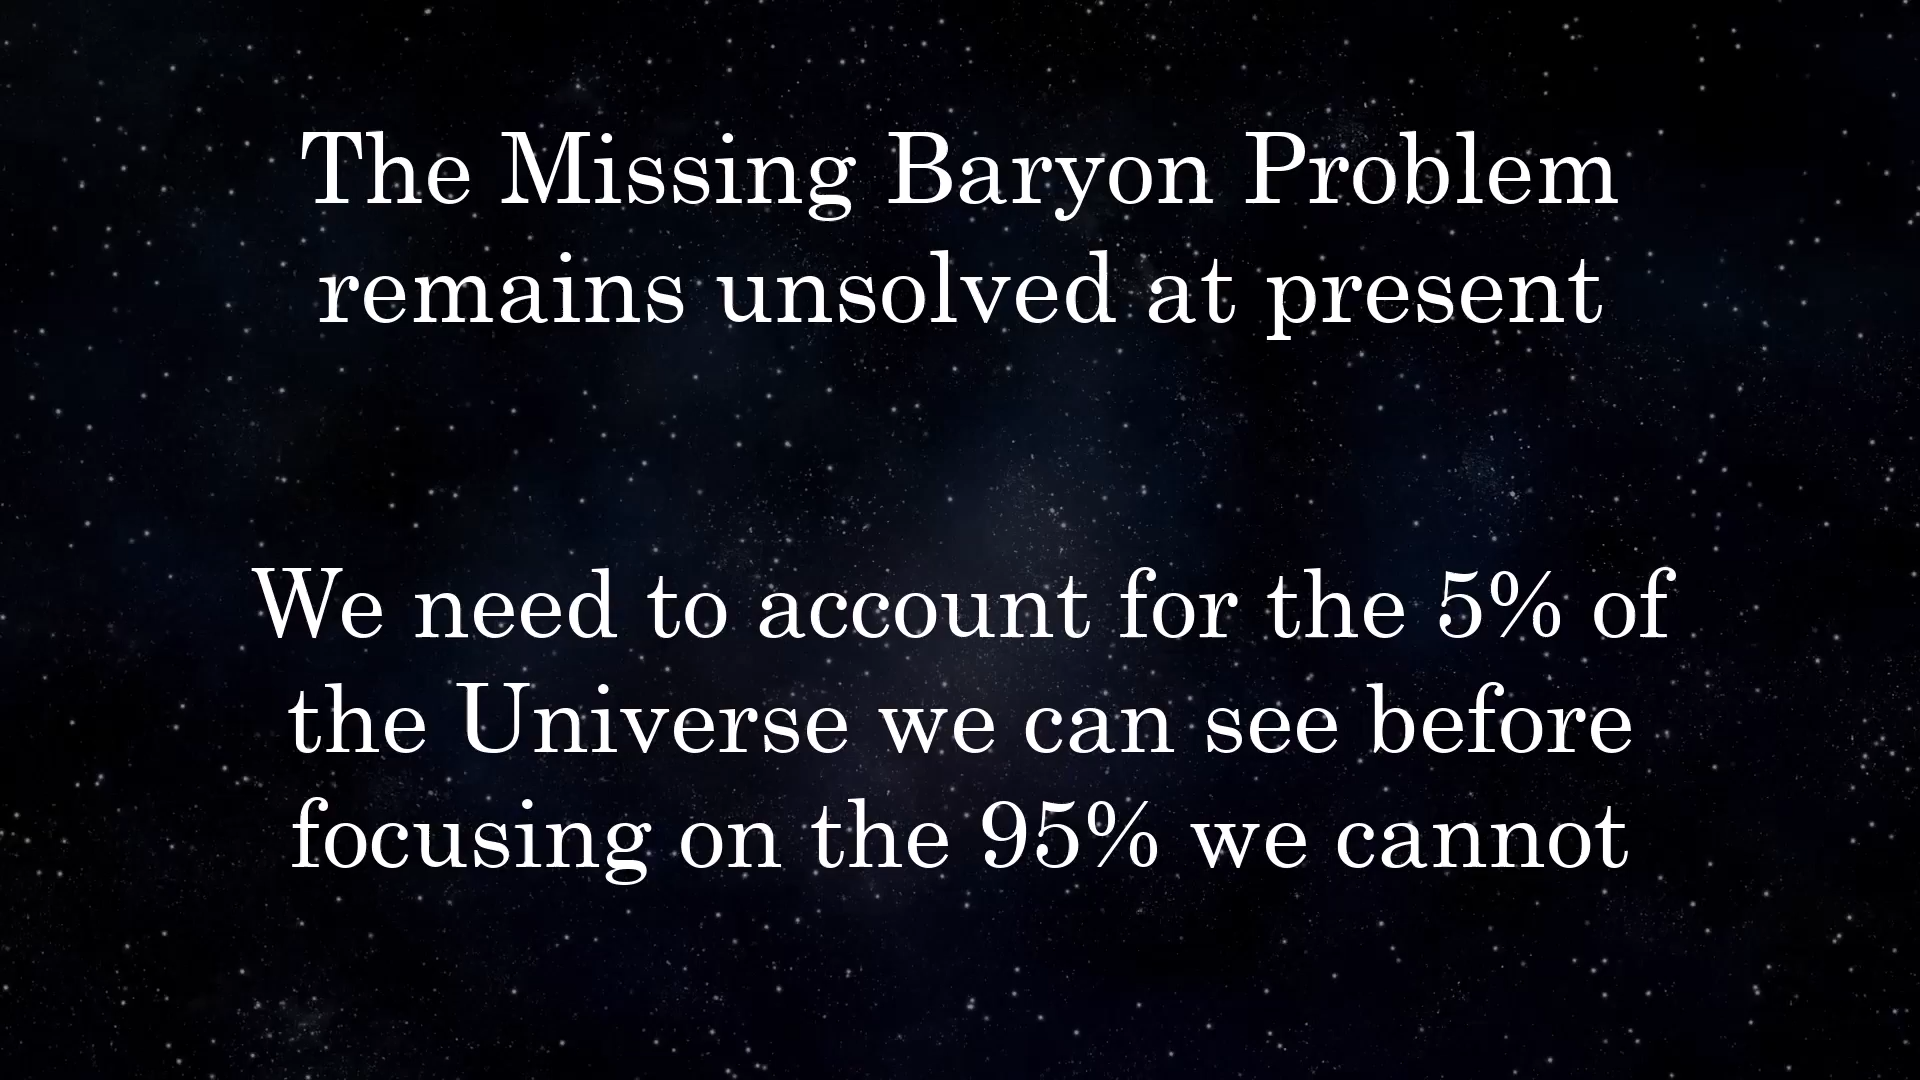 The Missing Baryon Problem
remains unsolved at present
We need to account for the 5% of
the Universe we can see before
focusing on the 95% we cannot